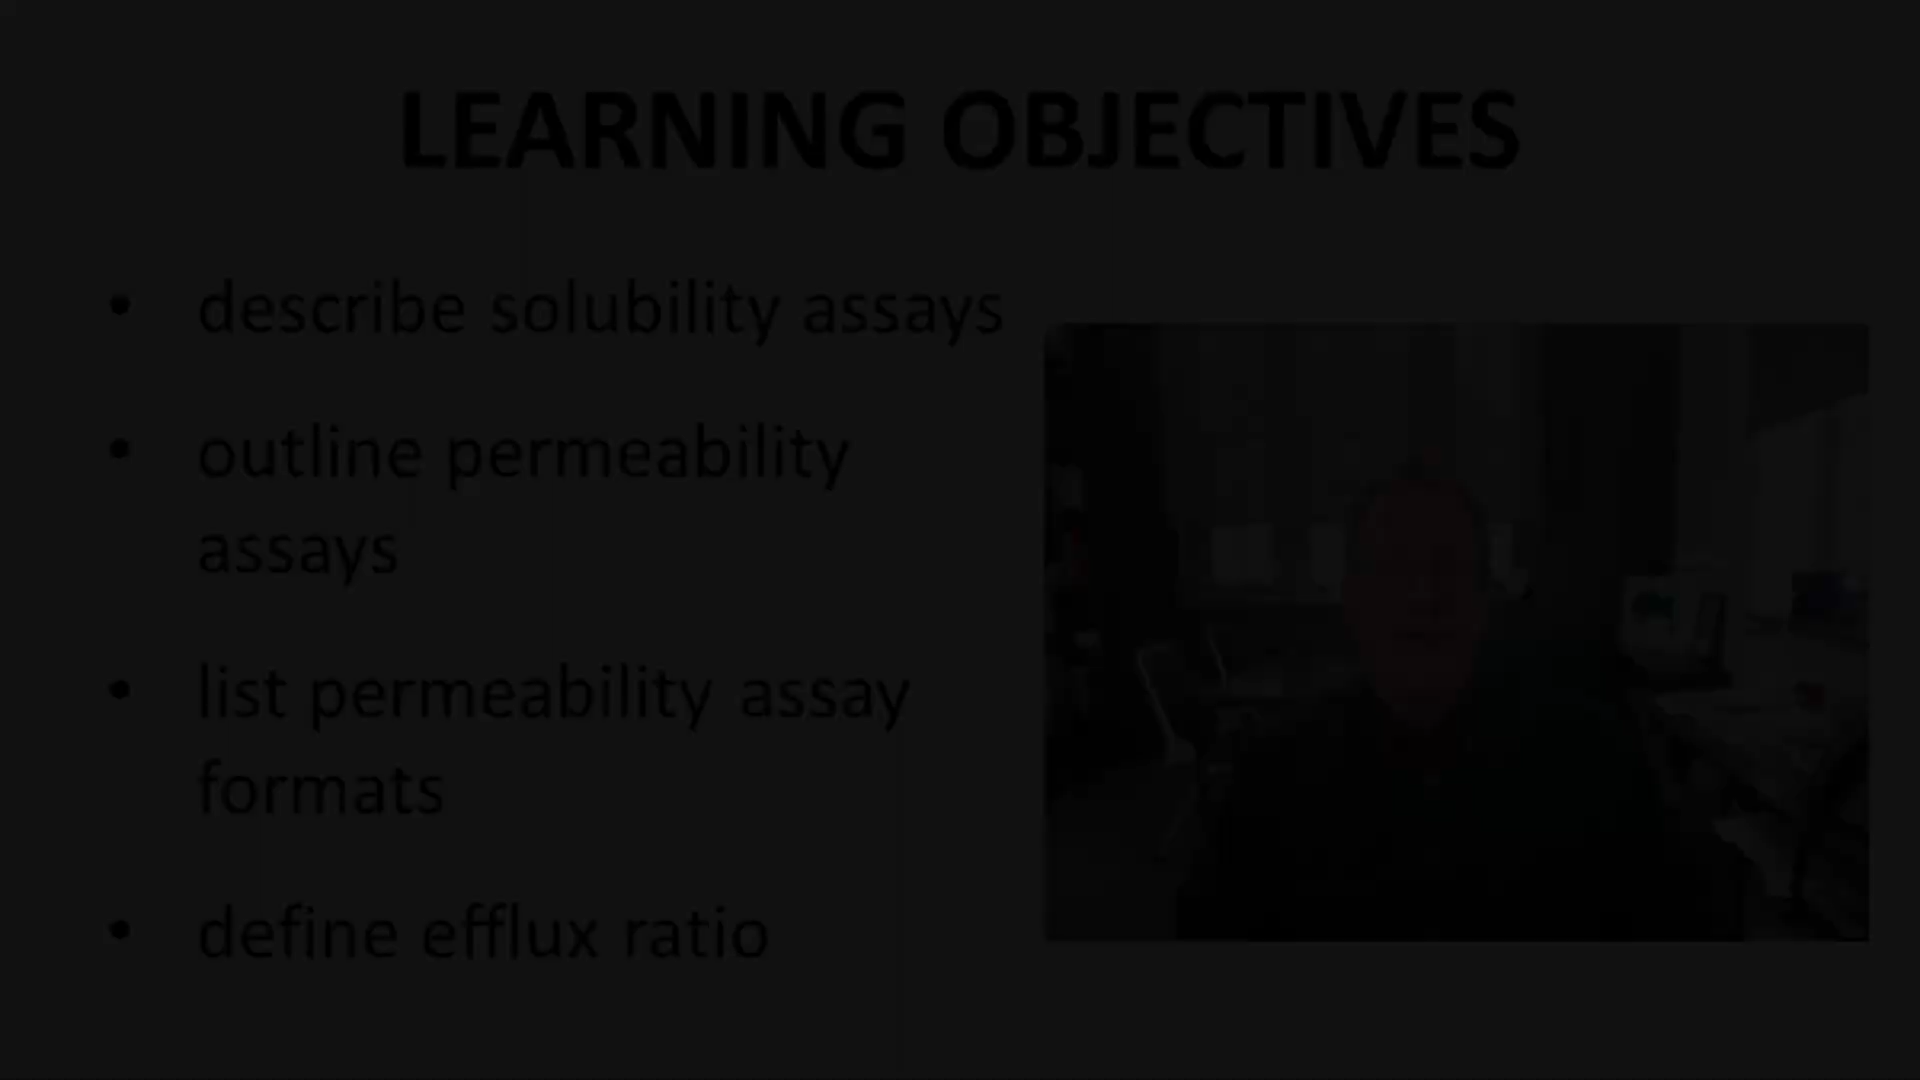 LEARNING OBJECTIVES
• describe solubility assays
• outline permeability
assays
• list permeability assay
formats
• define efflux ratio